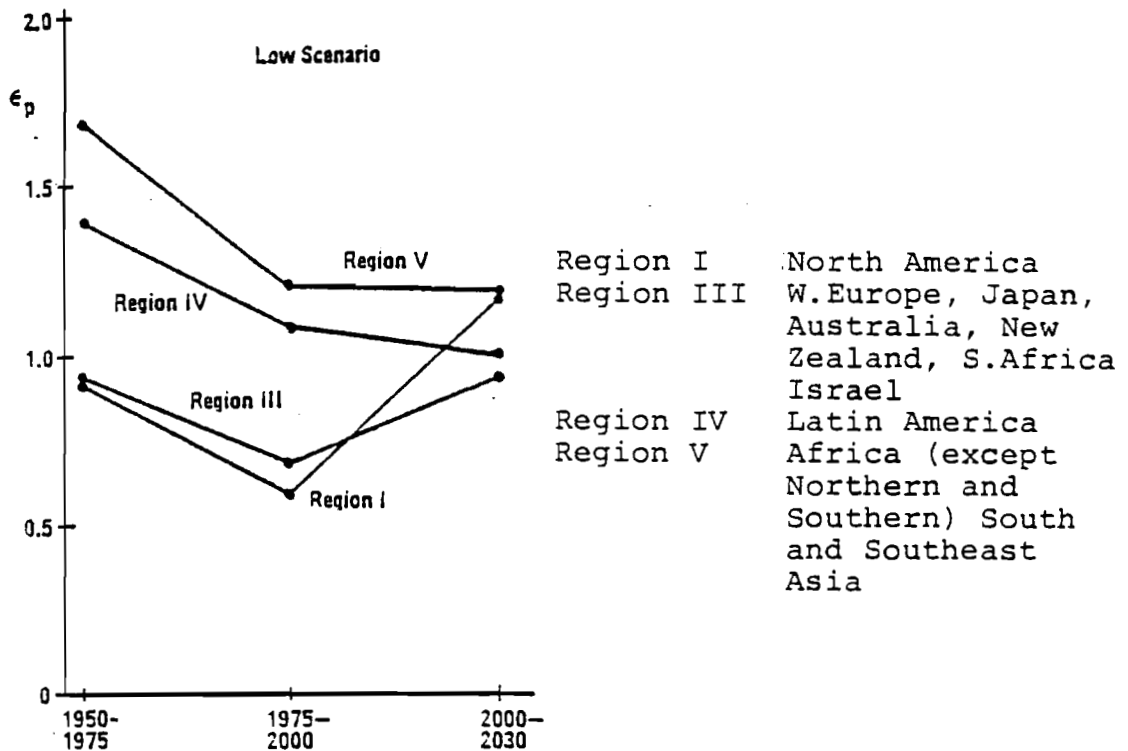 2.0
Low Scenario
εp
1.5
Region V
Region IV
1.0
Region III
Region I
0.5
0
1950-
1975
1975–
2000
2000–
2030
Region I North America
Region III W.Europe, Japan,
Australia, New
Zealand, S.Africa
Israel
Region IV Latin America
Region V Africa (except
Northern and
Southern) South
and Southeast
Asia